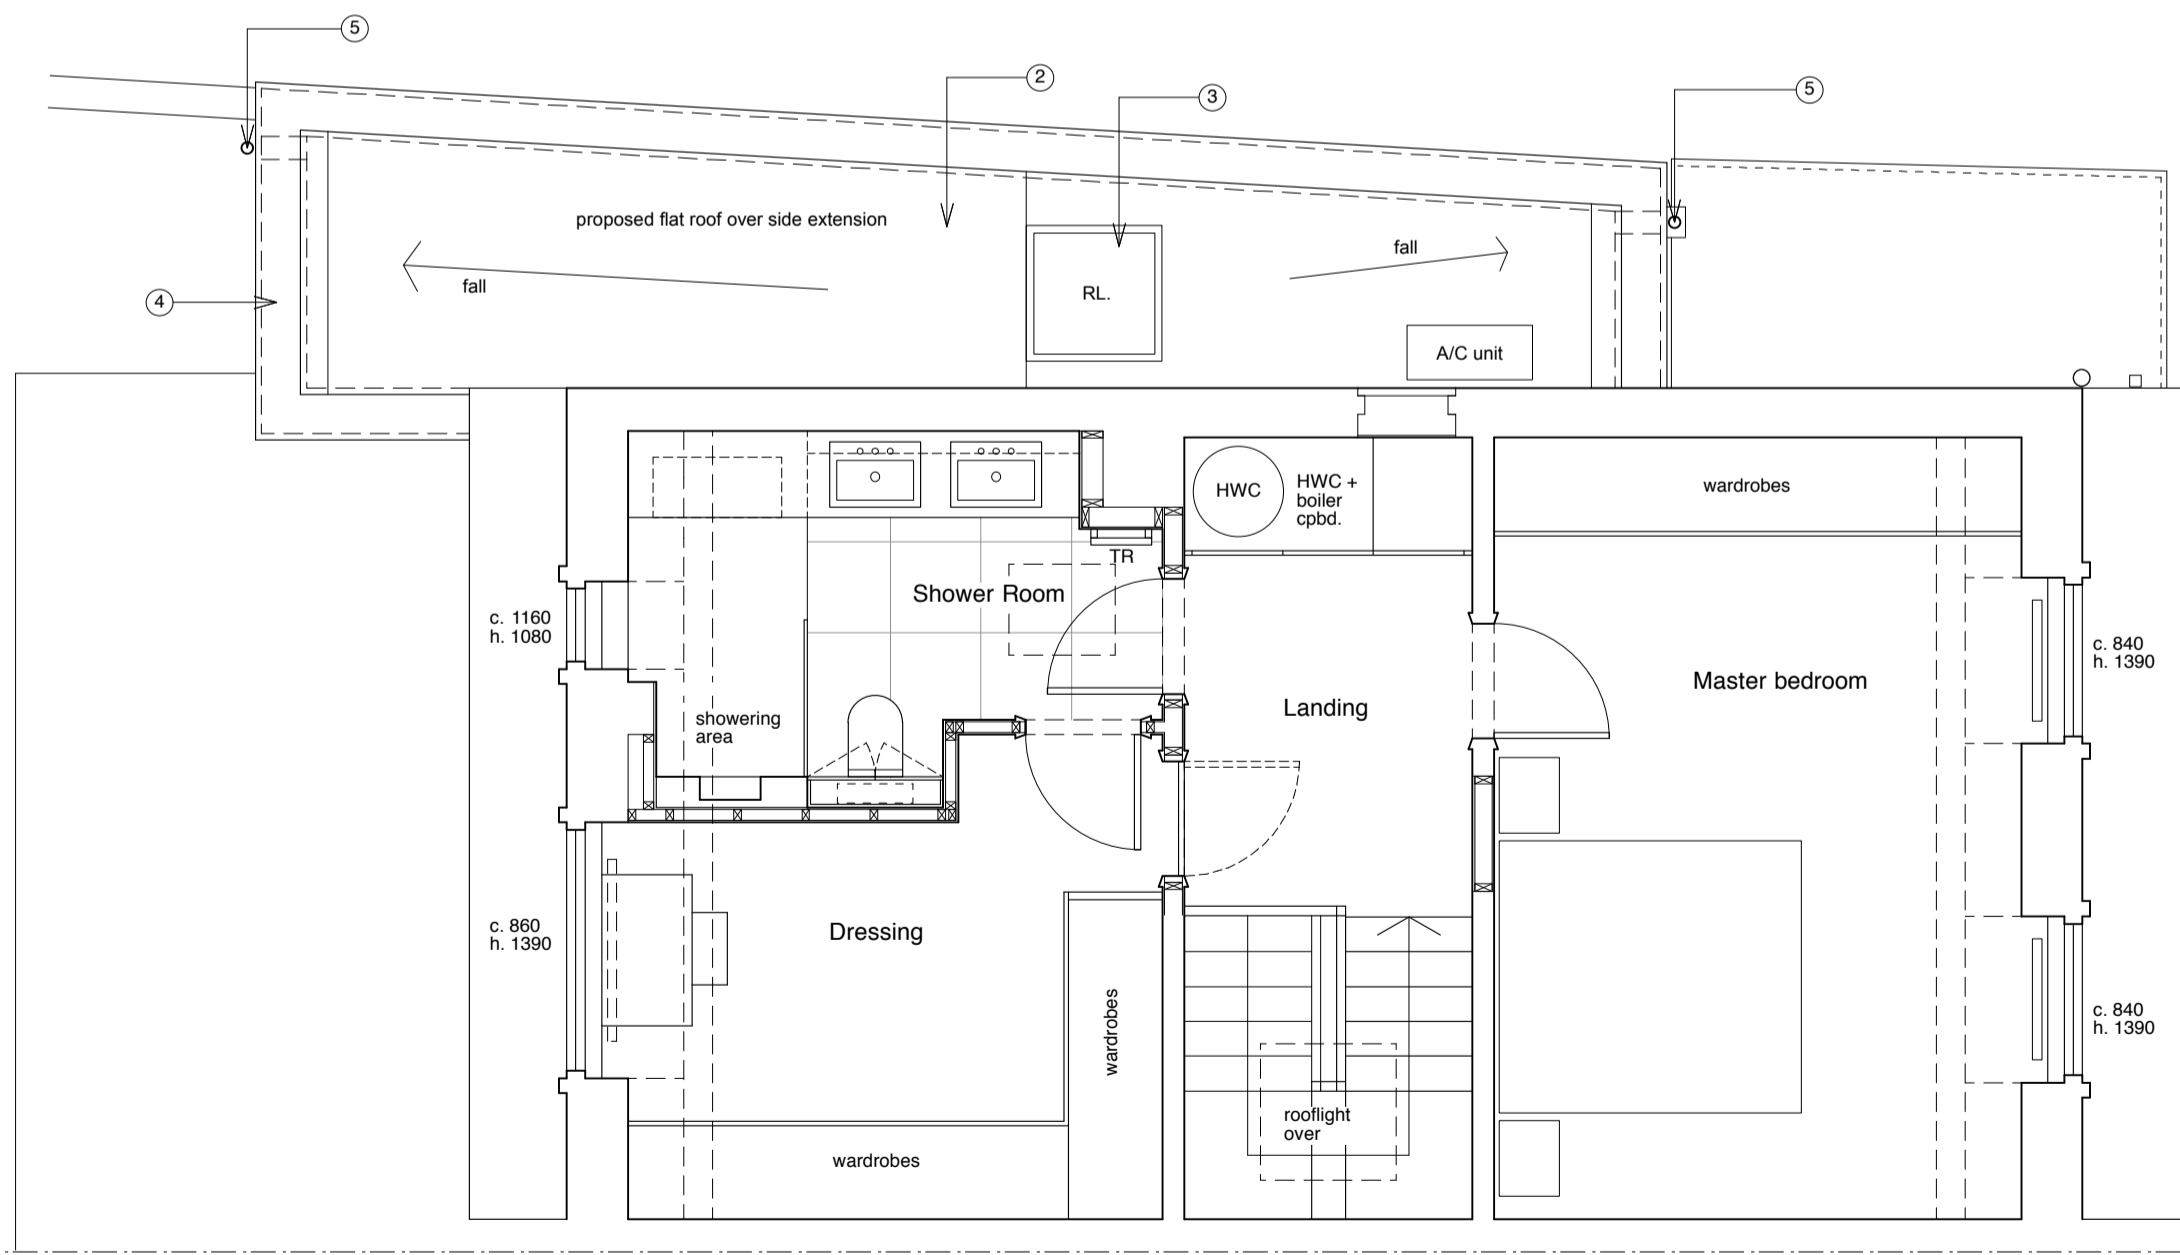 5
2
3
5
proposed flat roof over side extension
fall
fall
RL.
4
A/C unit
HWC
HWC +
boiler
cpbd.
wardrobes
TR
Shower Room
c. 1160
h. 1080
c. 840
h. 1390
Master bedroom
Landing
showering
area
Dressing
c. 860
h. 1390
wardrobes
c. 840
h. 1390
rooflight
over
wardrobes